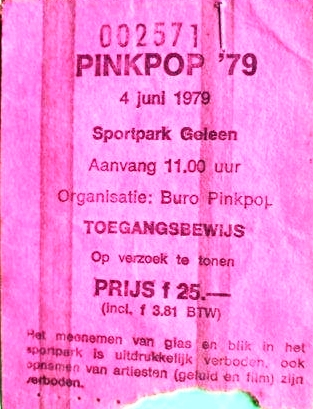 002571
PINKPOP '79
4 juni 1979
Sportpark Geleen
Aanvang 11.00 uur
Organisatie: Buro Pinkpop
TOEGANGSBEWIJS
Op verzoek te tonen
PRIJS f 25.—
(incl. f 3.81 BTW)
Het meenemen van glas en blik in het
sportpark is uitdrukkelijk verboden, ook
opnamen van artiesten (geluid en film) zijn
verboden.